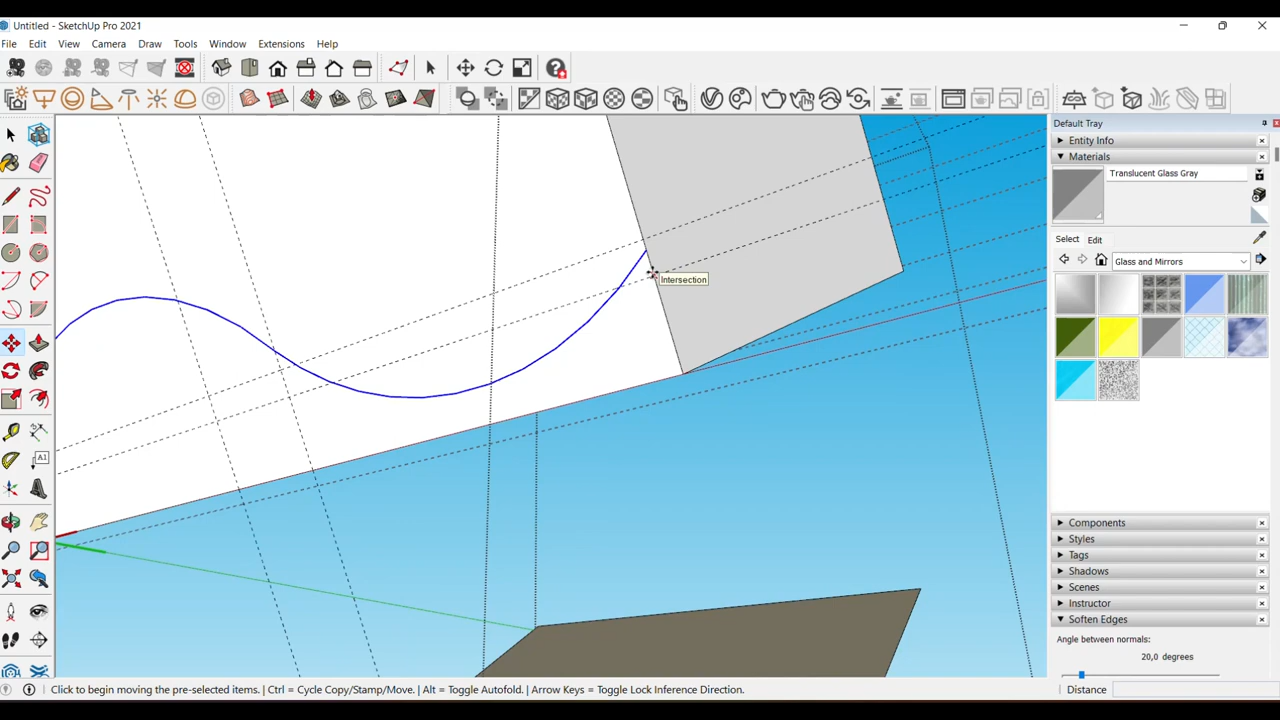 Untitled - SketchUp Pro 2021
File Edit View Camera Draw Tools Window Extensions Help
Default Tray
Entity Info
Materials
Translucent Glass Gray
Select Edit
Glass and Mirrors
Intersection
A1
Components
Styles
Tags
Shadows
Scenes
Instructor
Soften Edges
Angle between normals:
20,0 degrees
Click to begin moving the pre-selected items. | Ctrl = Cycle Copy/Stamp/Move. | Alt = Toggle Autofold. | Arrow Keys = Toggle Lock Inference Direction.
Distance